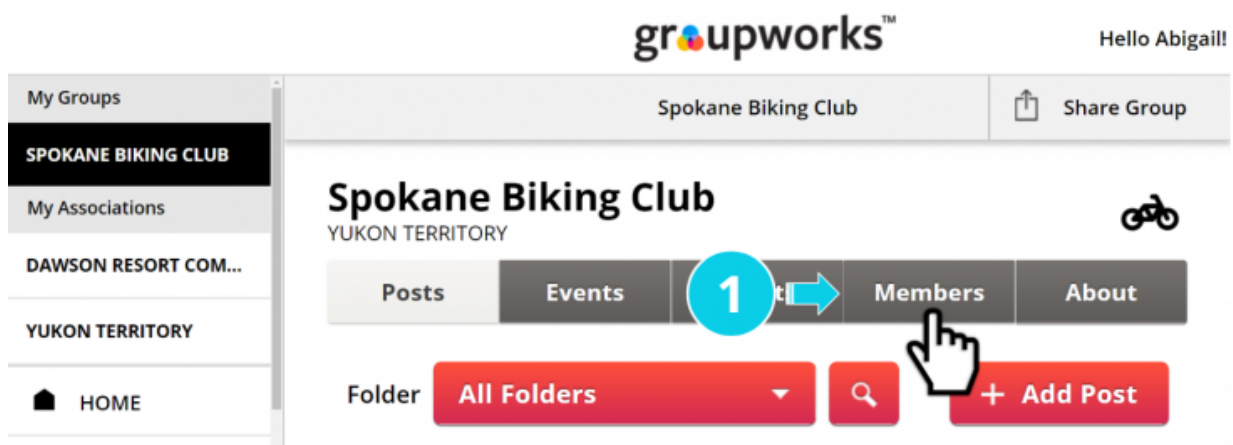 groupworks™
Hello Abigail!
My Groups
Spokane Biking Club
Share Group
SPOKANE BIKING CLUB
My Associations
Spokane Biking Club
YUKON TERRITORY
DAWSON RESORT COM...
Posts
Events
1
Members
About
YUKON TERRITORY
Folder
All Folders
+ Add Post
HOME